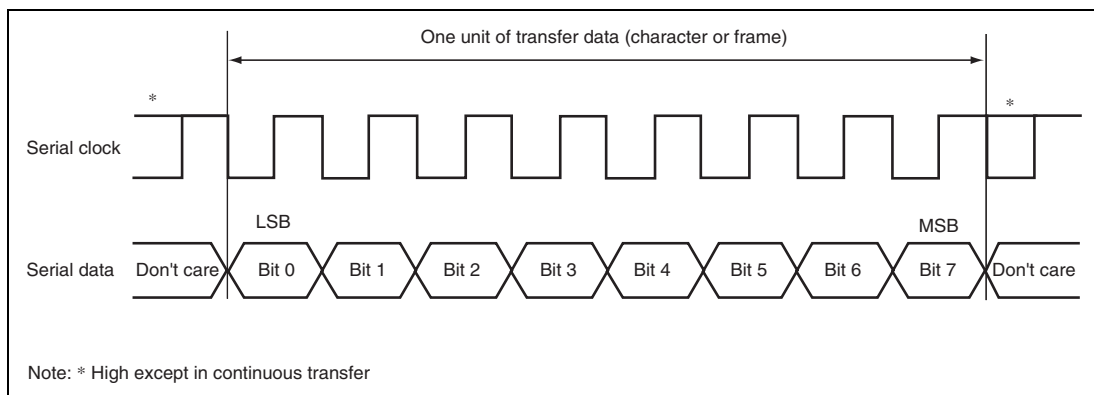 One unit of transfer data (character or frame)
* *
Serial clock
LSB MSB
Serial data Don't care Bit 0 Bit 1 Bit 2 Bit 3 Bit 4 Bit 5 Bit 6 Bit 7 Don't care
Note: * High except in continuous transfer